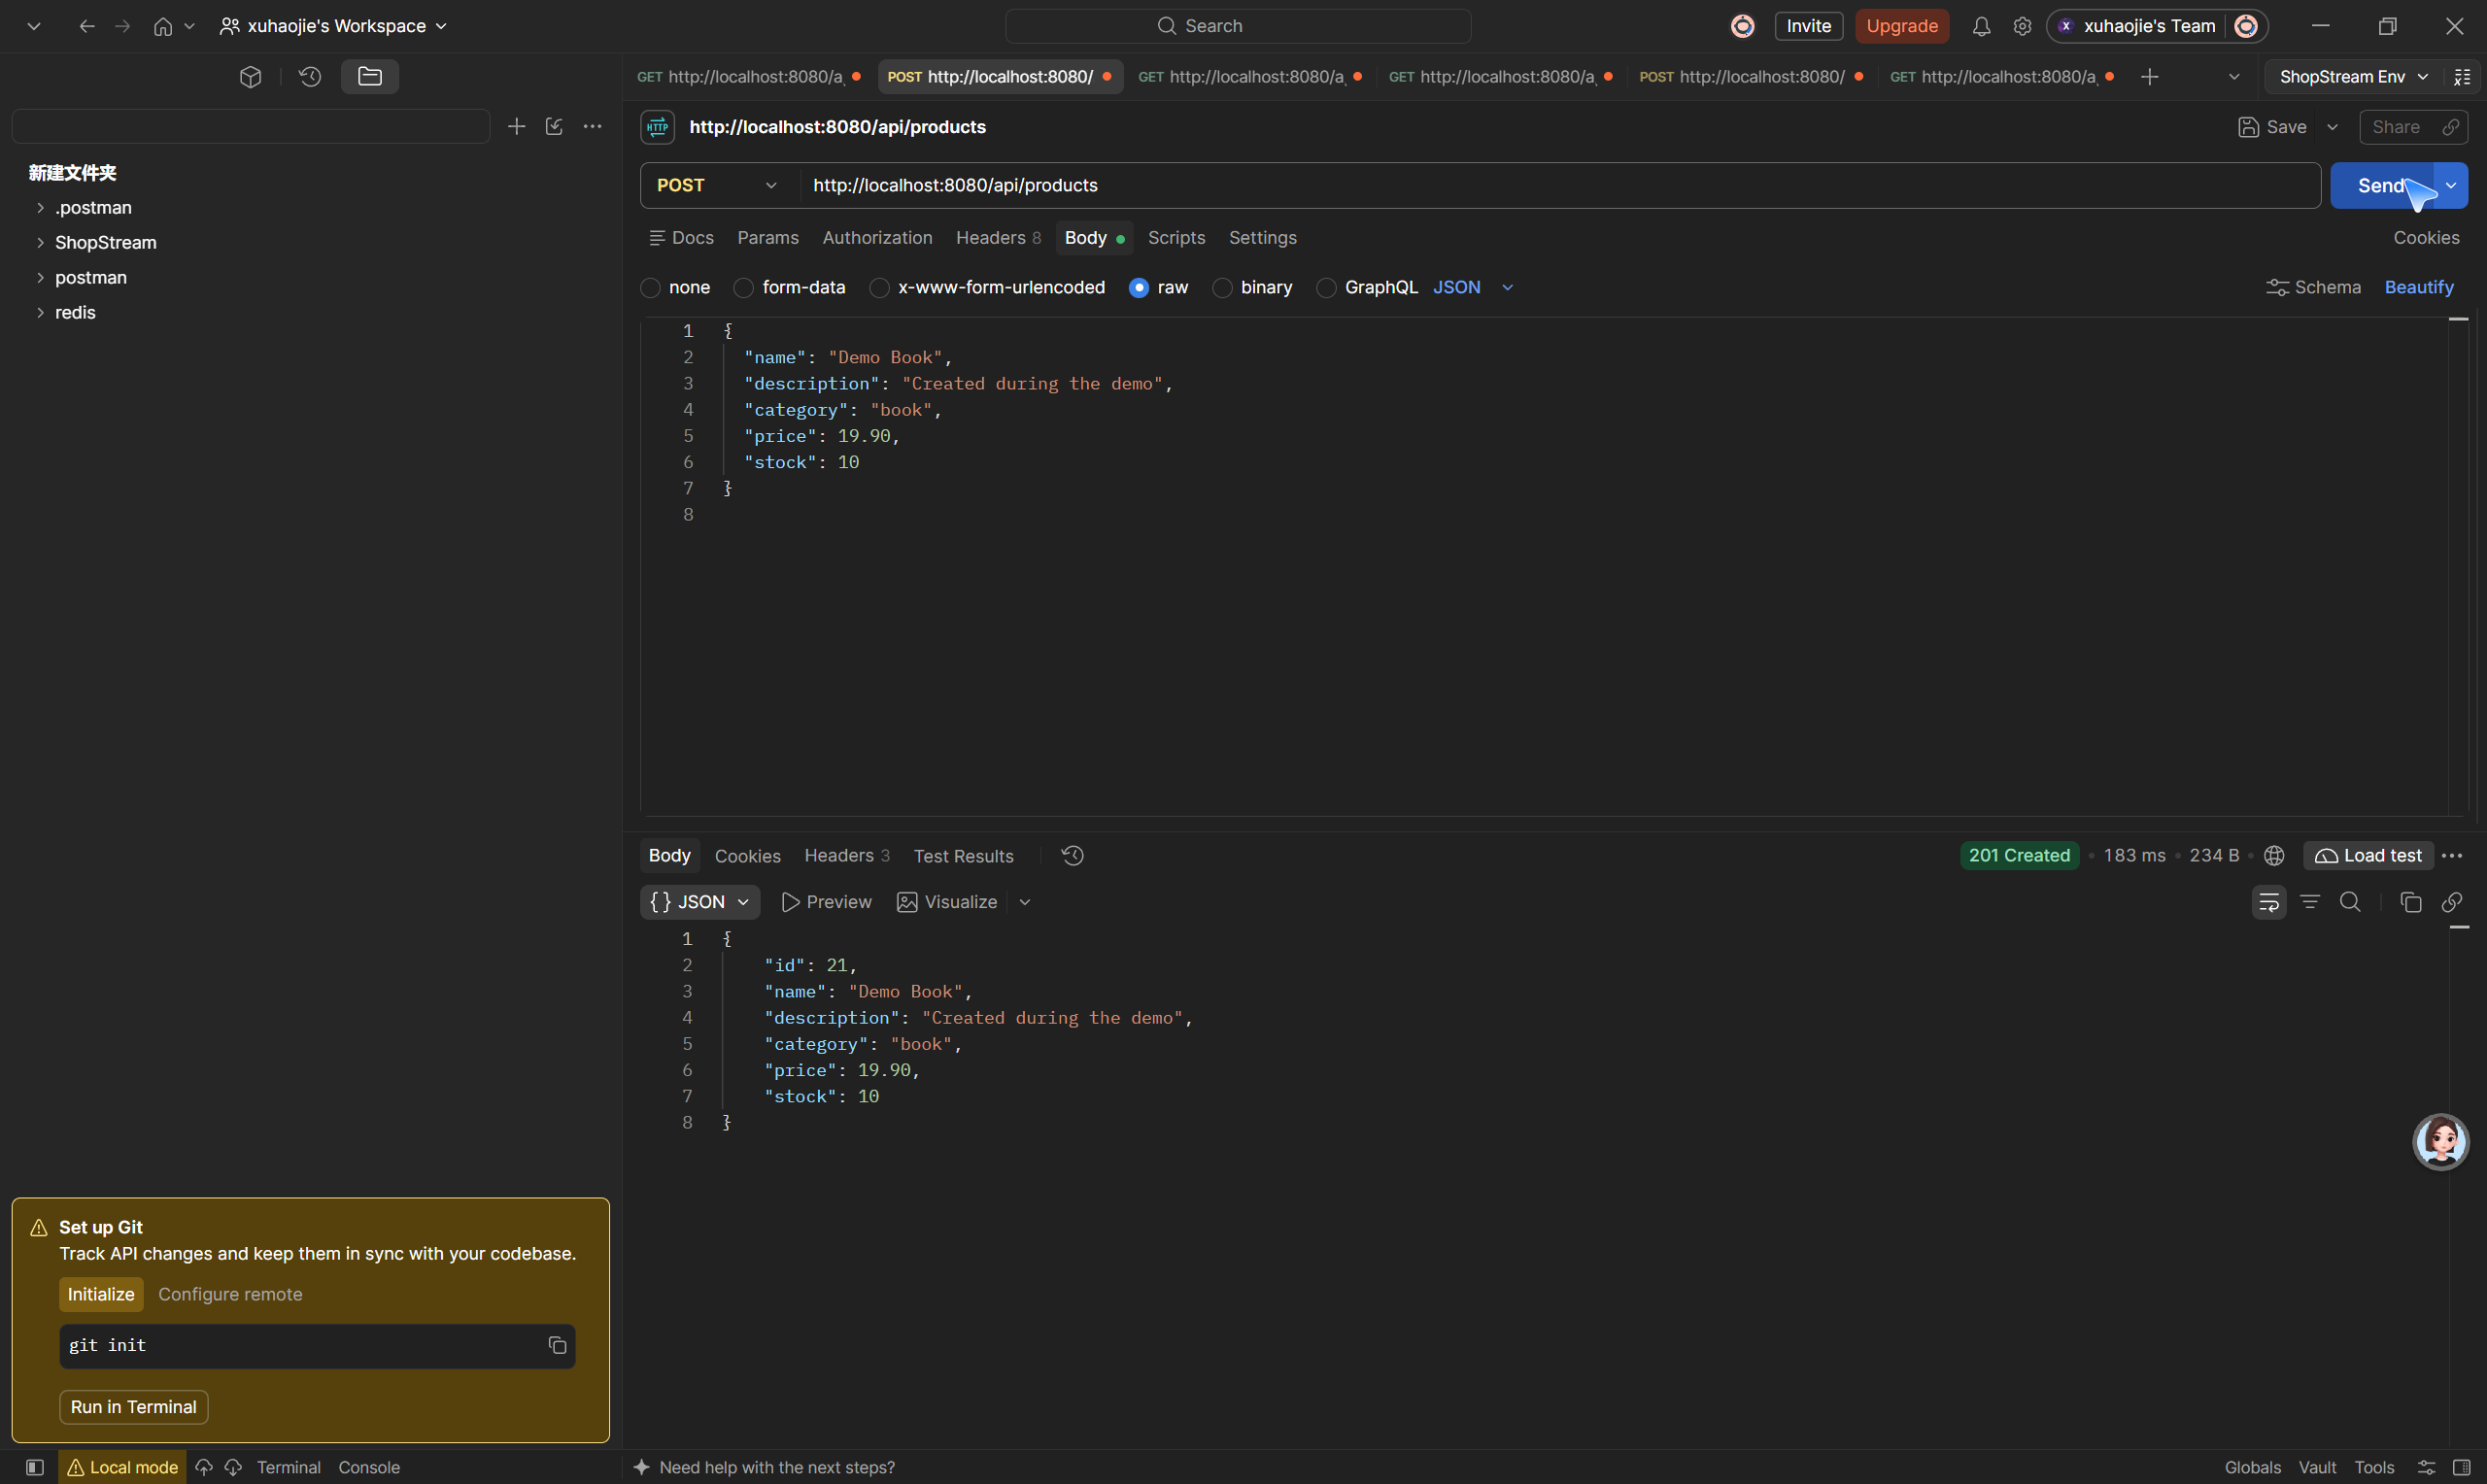 xuhaojie's Workspace
Search
Invite
Upgrade
X xuhaojie's Team
GET http://localhost:8080/a
POST http://localhost:8080/
GET http://localhost:8080/a
GET http://localhost:8080/a
POST http://localhost:8080/
GET http://localhost:8080/a
ShopStream Env
新建文件夹
.postman
ShopStream
postman
redis
HTTP http://localhost:8080/api/products
Save
Share
POST http://localhost:8080/api/products
Send
Docs Params Authorization Headers 8 Body Scripts Settings
Cookies
none form-data x-www-form-urlencoded raw binary GraphQL JSON
Schema Beautify
1 {
2 "name": "Demo Book",
3 "description": "Created during the demo",
4 "category": "book",
5 "price": 19.90,
6 "stock": 10
7 }
8
Body Cookies Headers 3 Test Results
201 Created • 183 ms • 234 B
Load test
{ } JSON Preview Visualize
1 {
2 "id": 21,
3 "name": "Demo Book",
4 "description": "Created during the demo",
5 "category": "book",
6 "price": 19.90,
7 "stock": 10
8 }
Set up Git
Track API changes and keep them in sync with your codebase.
Initialize Configure remote
git init
Run in Terminal
Local mode Terminal Console
Need help with the next steps?
Globals Vault Tools